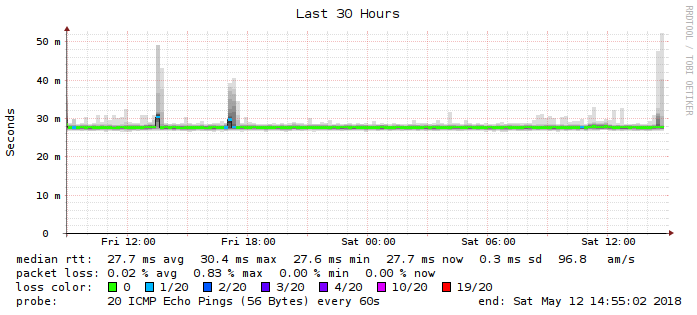 Last 30 Hours
RRDTOOL / TOBI OETIKER
Seconds
50 m
40 m
30 m
20 m
10 m
0
Fri 12:00 Fri 18:00 Sat 00:00 Sat 06:00 Sat 12:00
median rtt: 27.7 ms avg 30.4 ms max 27.6 ms min 27.7 ms now 0.3 ms sd 96.8 am/s
packet loss: 0.02 % avg 0.83 % max 0.00 % min 0.00 % now
loss color: 0 1/20 2/20 3/20 4/20 10/20 19/20
probe: 20 ICMP Echo Pings (56 Bytes) every 60s end: Sat May 12 14:55:02 2018